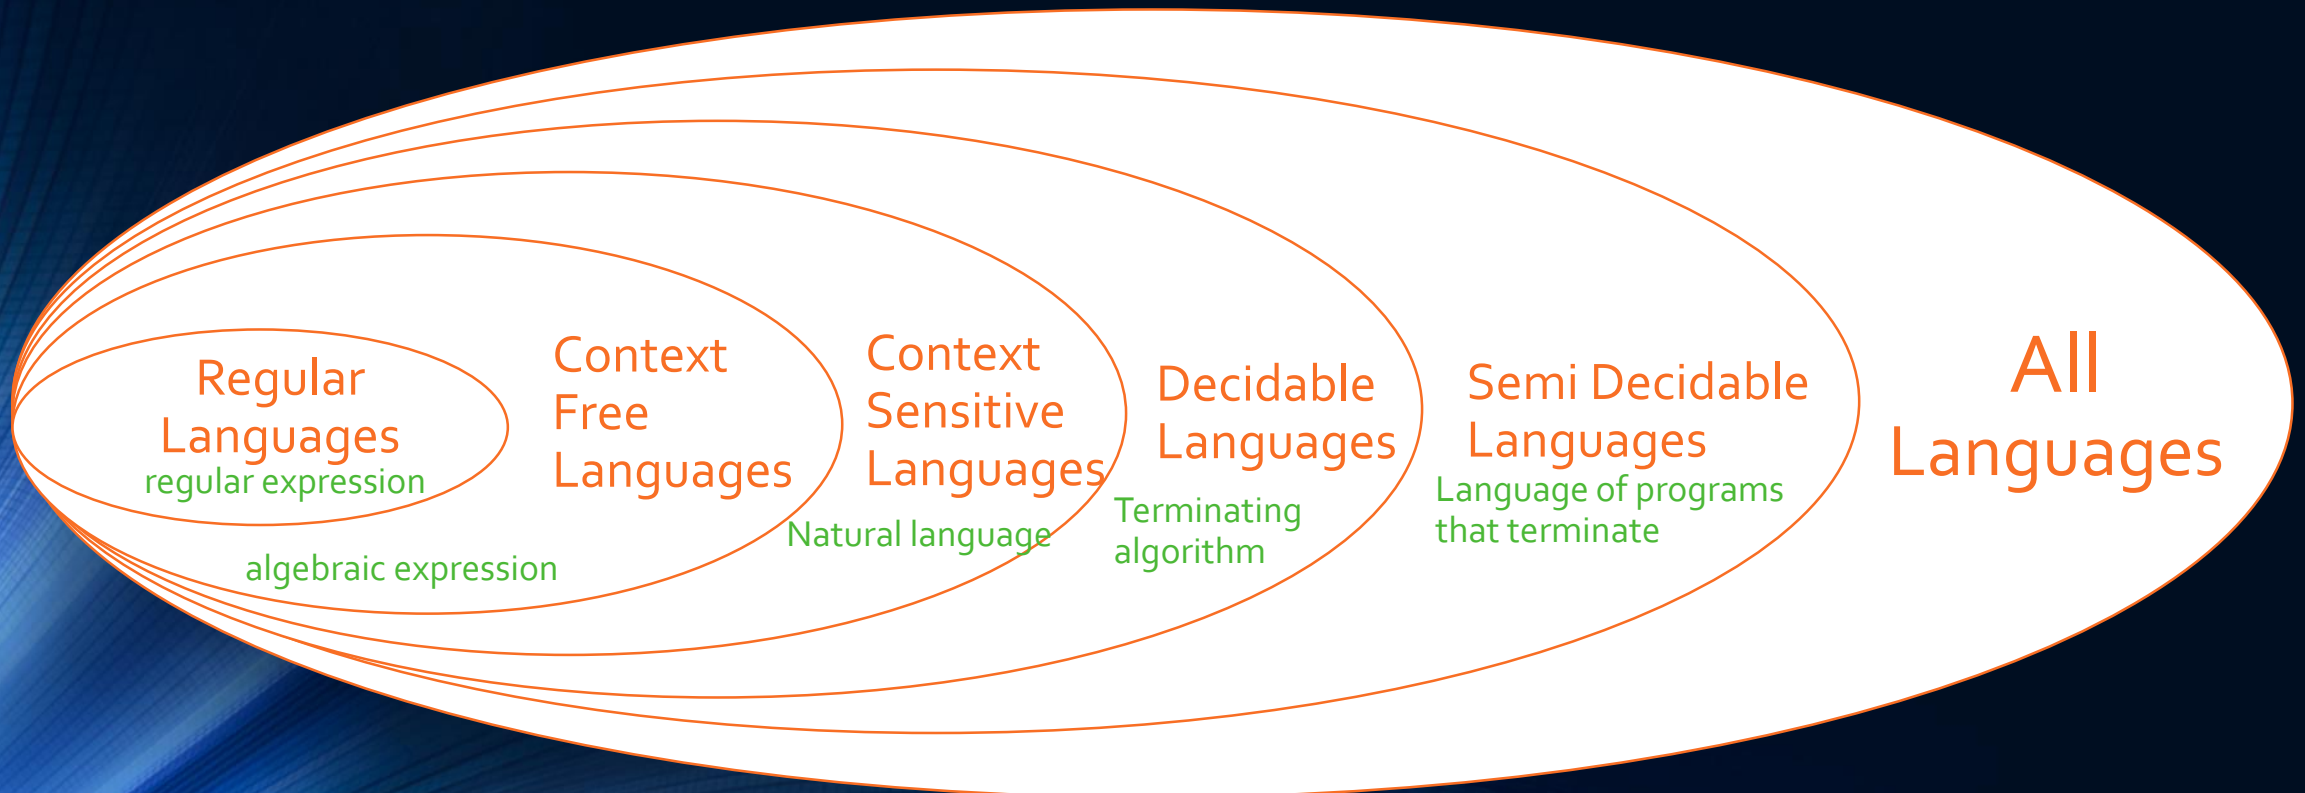 Regular
Languages
regular expression
algebraic expression
Context
Free
Languages
Context
Sensitive
Languages
Natural language
Decidable
Languages
Terminating
algorithm
Semi Decidable
Languages
Language of programs
that terminate
All
Languages